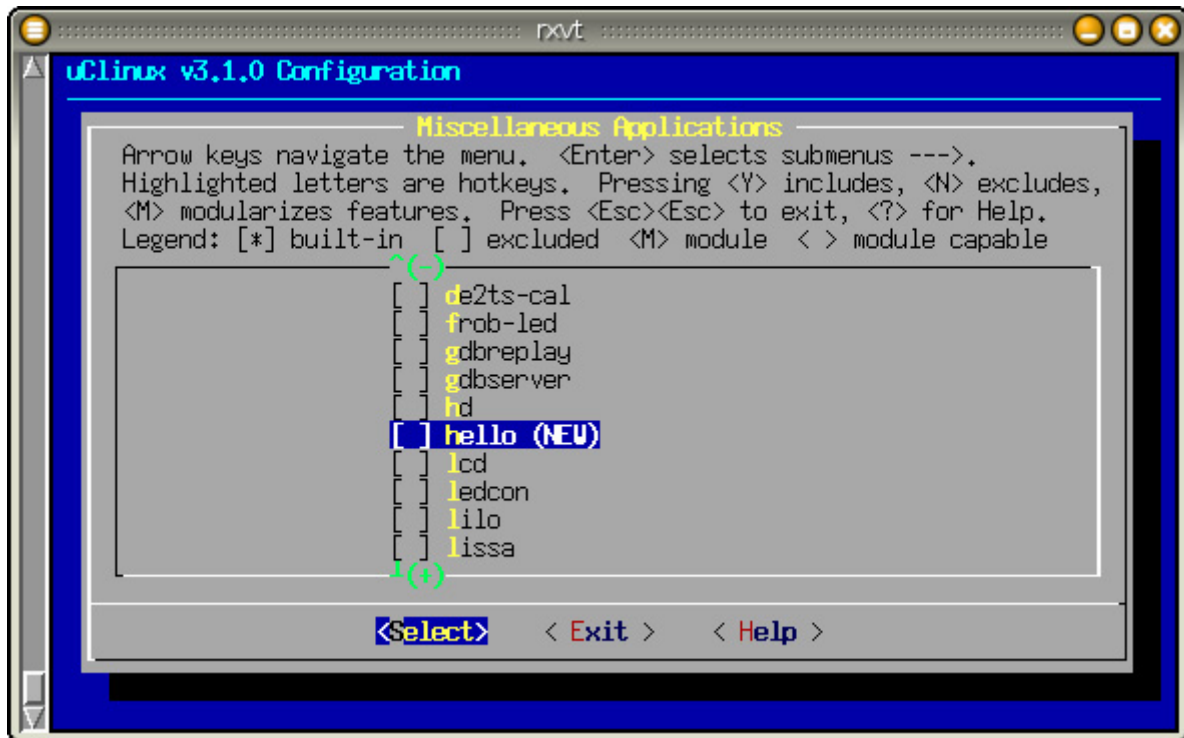 rxvt
uClinux v3.1.0 Configuration
Miscellaneous Applications
Arrow keys navigate the menu. <Enter> selects submenus --->.
Highlighted letters are hotkeys. Pressing <Y> includes, <N> excludes,
<M> modularizes features. Press <Esc><Esc> to exit, <?> for Help.
Legend: [*] built-in [ ] excluded <M> module < > module capable
^(-)
[ ] de2ts-cal
[ ] frob-led
[ ] gdbreplay
[ ] gdbserver
[ ] hd
[ ] hello (NEW)
[ ] lcd
[ ] ledcon
[ ] lilo
[ ] lissa
(+)
<Select> < Exit > < Help >